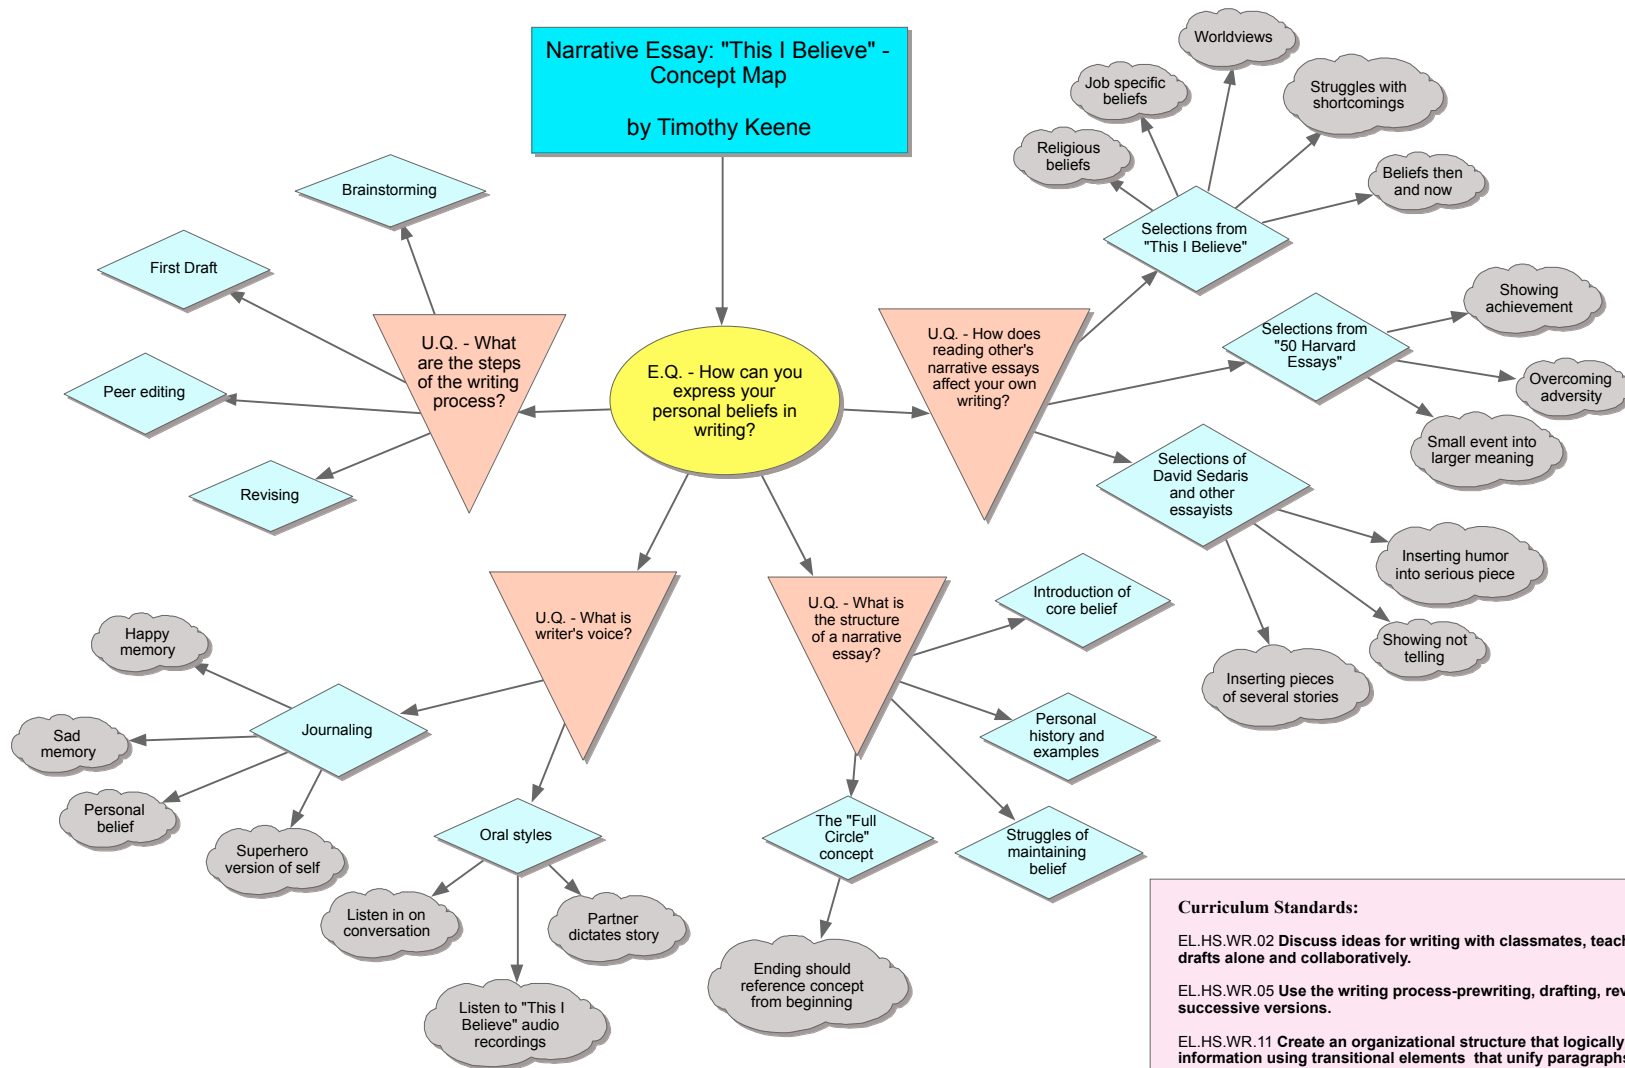 Narrative Essay: "This I Believe" -
Concept Map
by Timothy Keene
Worldviews
Job specific
beliefs
Struggles with
shortcomings
Religious
beliefs
Beliefs then
and now
Selections from
"This I Believe"
Brainstorming
First Draft
Peer editing
Revising
U.Q. - What
are the steps
of the writing
process?
E.Q. - How can you
express your
personal beliefs in
writing?
U.Q. - How does
reading other's
narrative essays
affect your own
writing?
Showing
achievement
Selections from
"50 Harvard
Essays"
Overcoming
adversity
Small event into
larger meaning
Selections of
David Sedaris
and other
essayists
Inserting humor
into serious piece
Showing not
telling
Inserting pieces
of several stories
U.Q. - What is
writer's voice?
U.Q. - What is
the structure
of a narrative
essay?
Introduction of
core belief
Personal
history and
examples
Struggles of
maintaining
belief
The "Full
Circle"
concept
Ending should
reference concept
from beginning
Happy
memory
Sad
memory
Journaling
Personal
belief
Superhero
version of self
Oral styles
Listen in on
conversation
Partner
dictates story
Listen to "This I
Believe" audio
recordings
Curriculum Standards:
EL.HS.WR.02 Discuss ideas for writing with classmates, teach
drafts alone and collaboratively.
EL.HS.WR.05 Use the writing process-prewriting, drafting, rev
successive versions.
EL.HS.WR.11 Create an organizational structure that logically
information using transitional elements that unify paragraphs